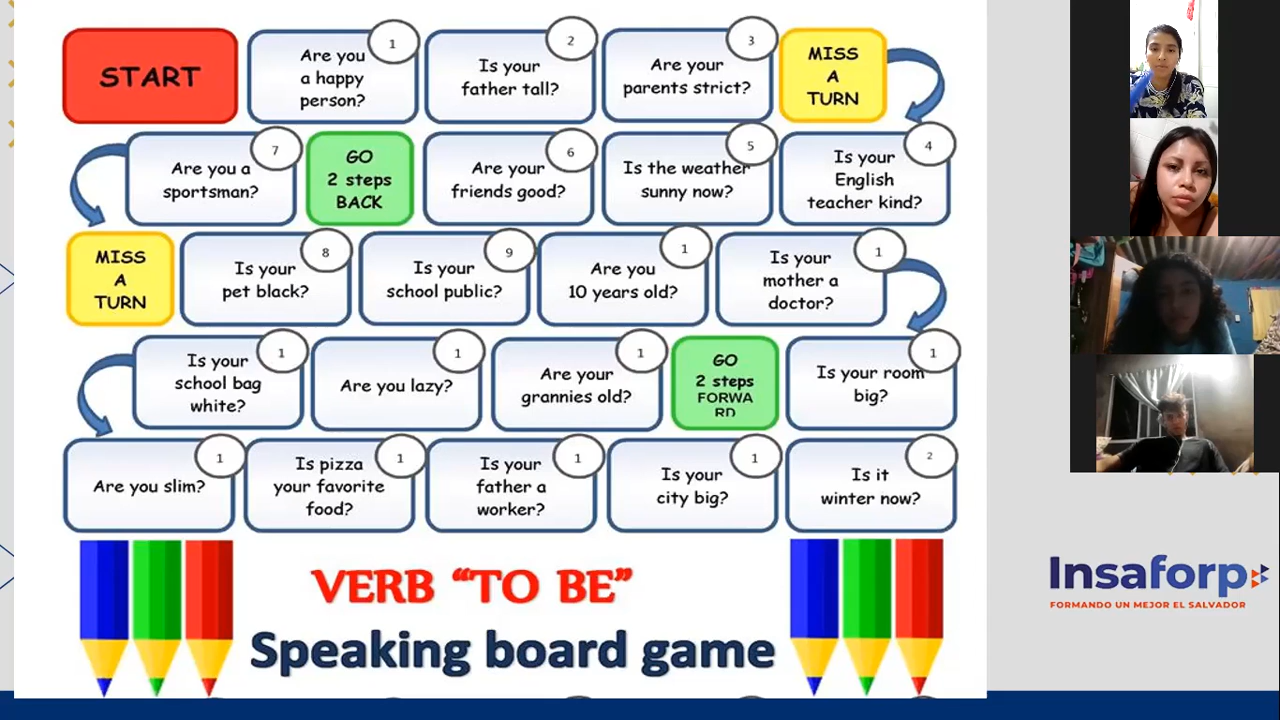 START
1
Are you
a happy
person?
2
Is your
father tall?
3
Are your
parents strict?
MISS
A
TURN
7
Are you a
sportsman?
GO
2 steps
BACK
6
Are your
friends good?
5
Is the weather
sunny now?
4
Is your
English
teacher kind?
MISS
A
TURN
8
Is your
pet black?
9
Is your
school public?
1
Are you
10 years old?
1
Is your
mother a
doctor?
1
Is your
school bag
white?
1
Are you lazy?
1
Are your
grannies old?
GO
2 steps
FORWA
RD
1
Is your room
big?
1
Are you slim?
1
Is pizza
your favorite
food?
1
Is your
father a
worker?
1
Is your
city big?
2
Is it
winter now?
VERB “TO BE”
Speaking board game
Insaforp
FORMANDO UN MEJOR EL SALVADOR